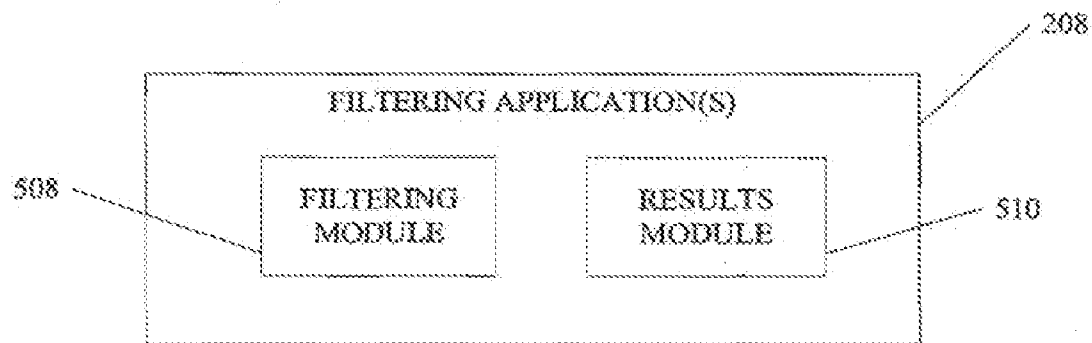 208
FILTERING APPLICATION(S)
508
FILTERING
MODULE
RESULTS
MODULE
510